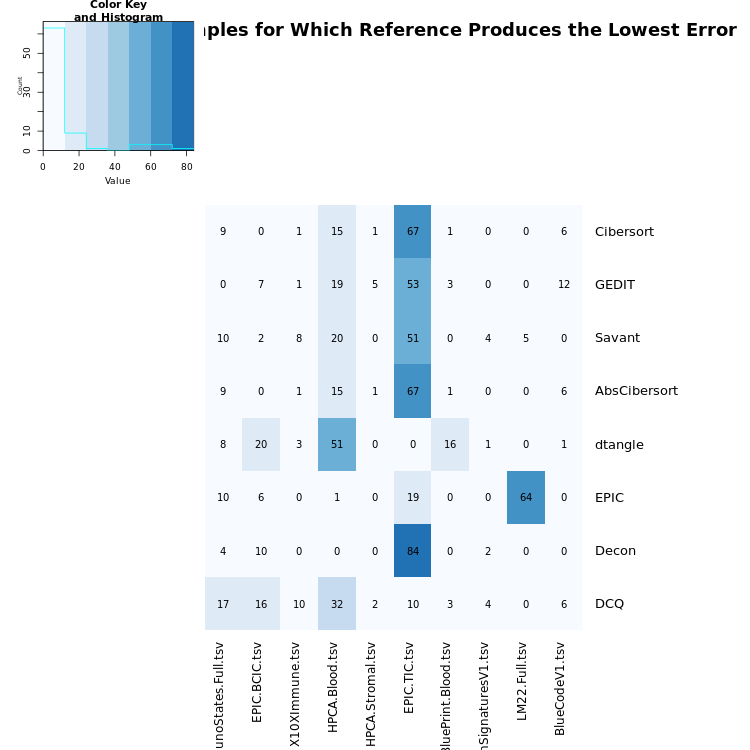 Color Key
and Histogram
ples for Which Reference Produces the Lowest Error
Count
0 10 30 50
0 20 40 60 80
Value
9 0 1 15 1 67 1 0 0 6 Cibersort
0 7 1 19 5 53 3 0 0 12 GEDIT
10 2 8 20 0 51 0 4 5 0 Savant
9 0 1 15 1 67 1 0 0 6 AbsCibersort
8 20 3 51 0 0 16 1 0 1 dtangle
10 6 0 1 0 19 0 0 64 0 EPIC
4 10 0 0 0 84 0 2 0 0 Decon
17 16 10 32 2 10 3 4 0 6 DCQ
unoStates.Full.tsv
EPIC.BCIC.tsv
X10XImmune.tsv
HPCA.Blood.tsv
HPCA.Stromal.tsv
EPIC.TIC.tsv
luePrint.Blood.tsv
SignaturesV1.tsv
LM22.Full.tsv
BlueCodeV1.tsv